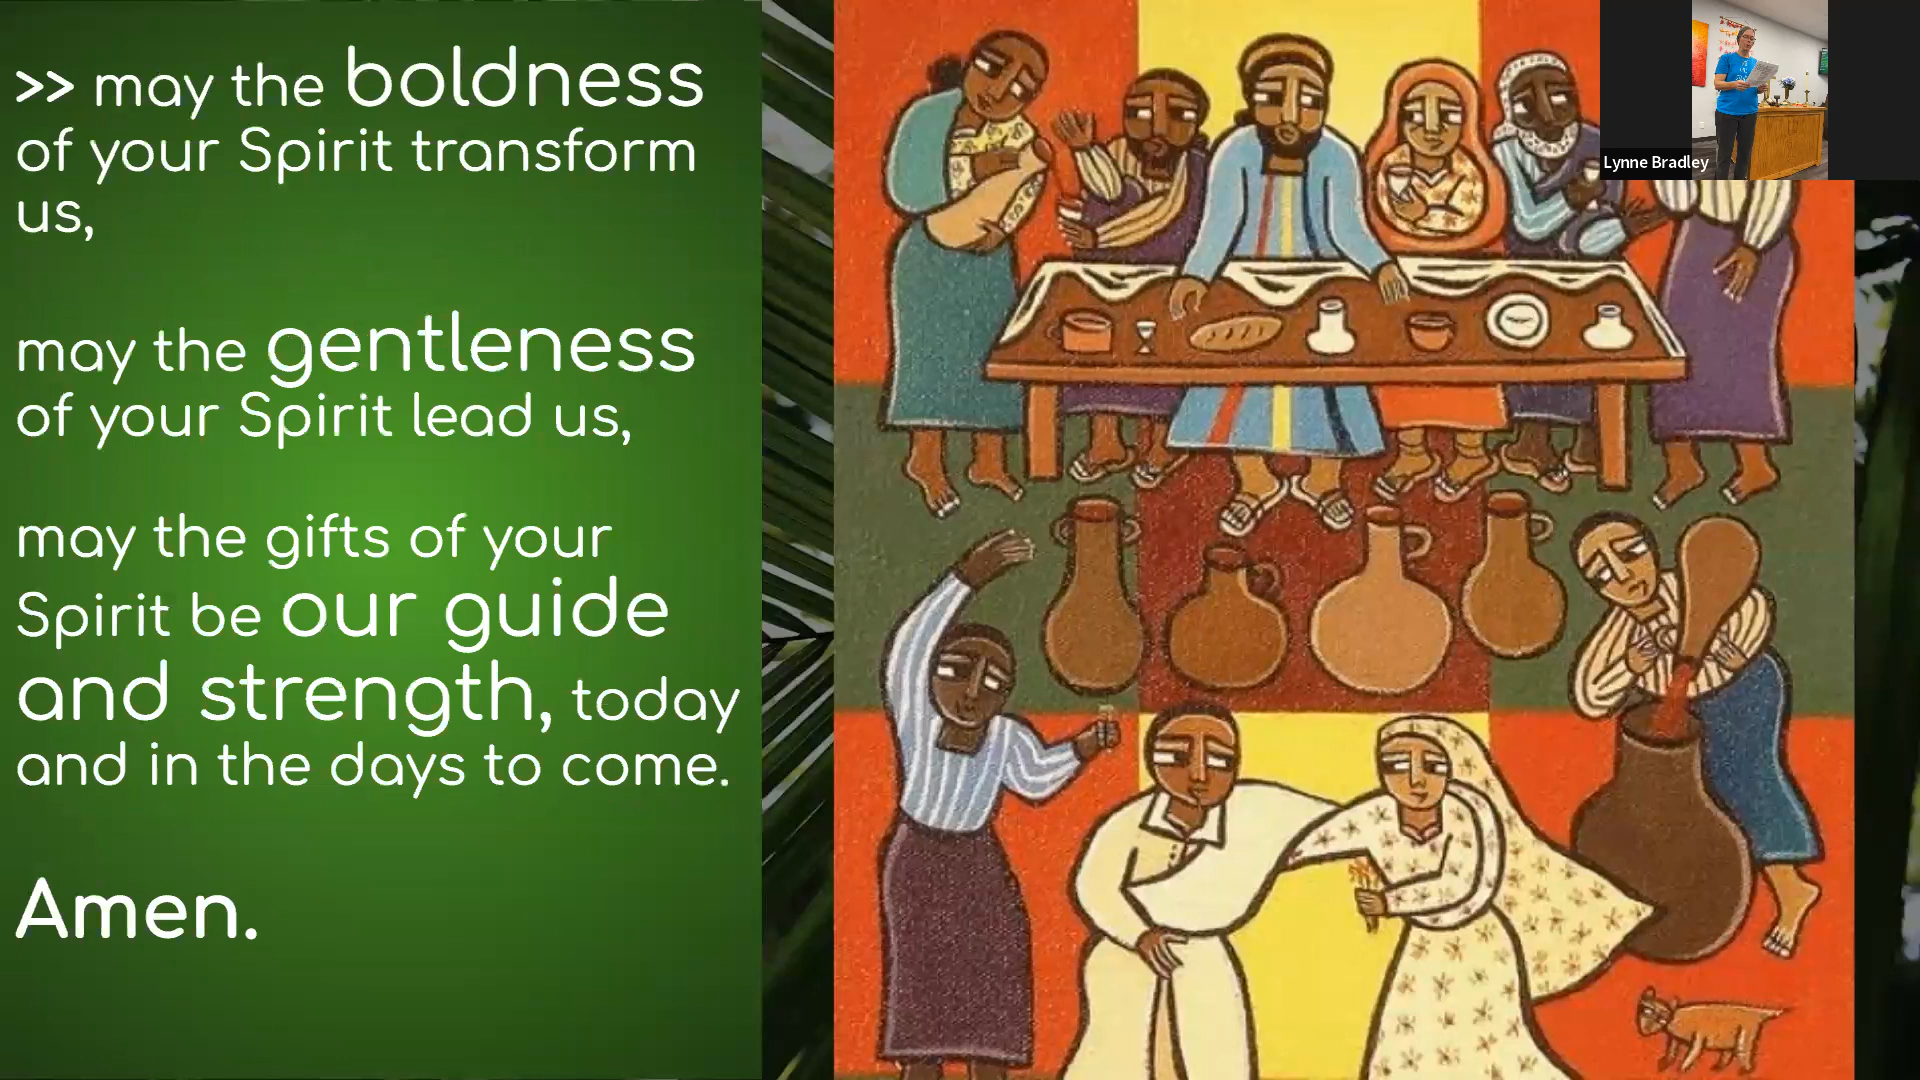 >> may the boldness
of your Spirit transform
us,
may the gentleness
of your Spirit lead us,
may the gifts of your
Spirit be our guide
and strength, today
and in the days to come.
Amen.
Lynne Bradley